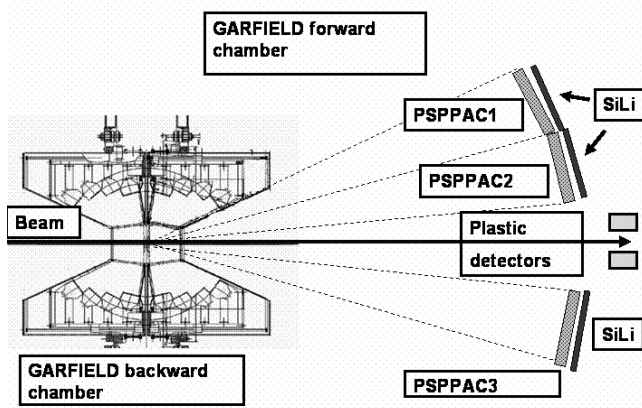 GARFIELD forward
chamber
PSPPAC1
SiLi
PSPPAC2
Beam
Plastic
detectors
SiLi
GARFIELD backward
chamber
PSPPAC3